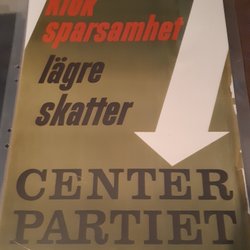 klok
sparsamhet
lägre
skatter
CENTER
PARTIET